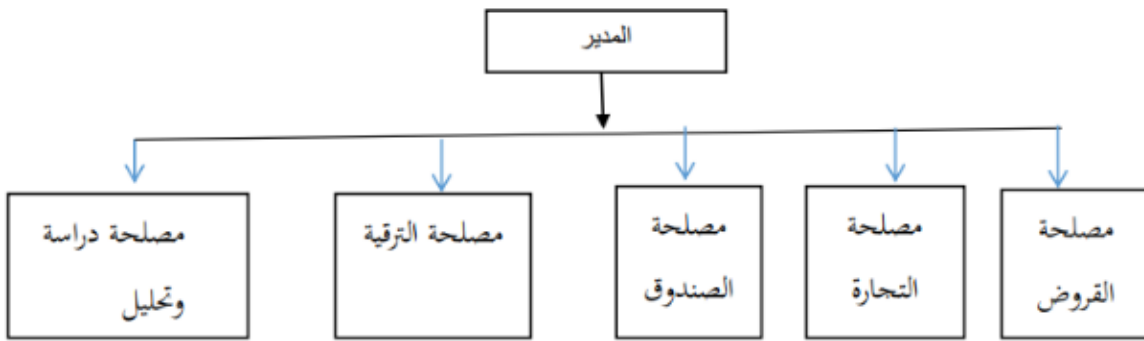 المدير
مصلحة
القروض
مصلحة
التجارة
مصلحة
الصندوق
مصلحة الترقية
مصلحة دراسة
وتحليل